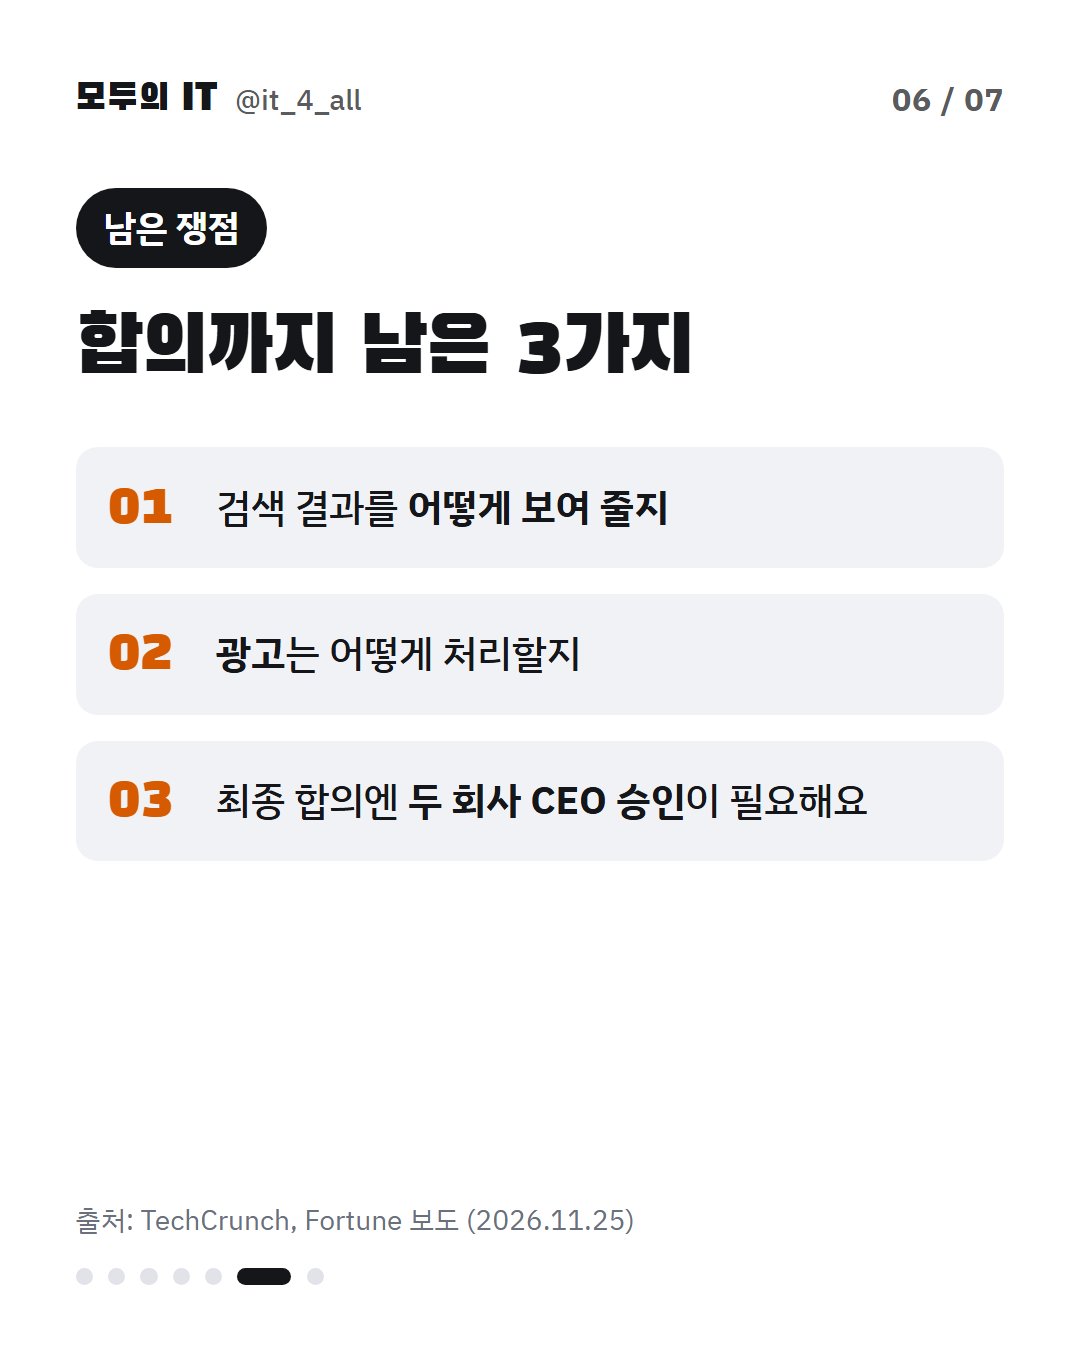 모두의 IT @it_4_all 06 / 07
남은 쟁점
합의까지 남은 3가지
01 검색 결과를 어떻게 보여 줄지
02 광고는 어떻게 처리할지
03 최종 합의엔 두 회사 CEO 승인이 필요해요
출처: TechCrunch, Fortune 보도 (2026.11.25)